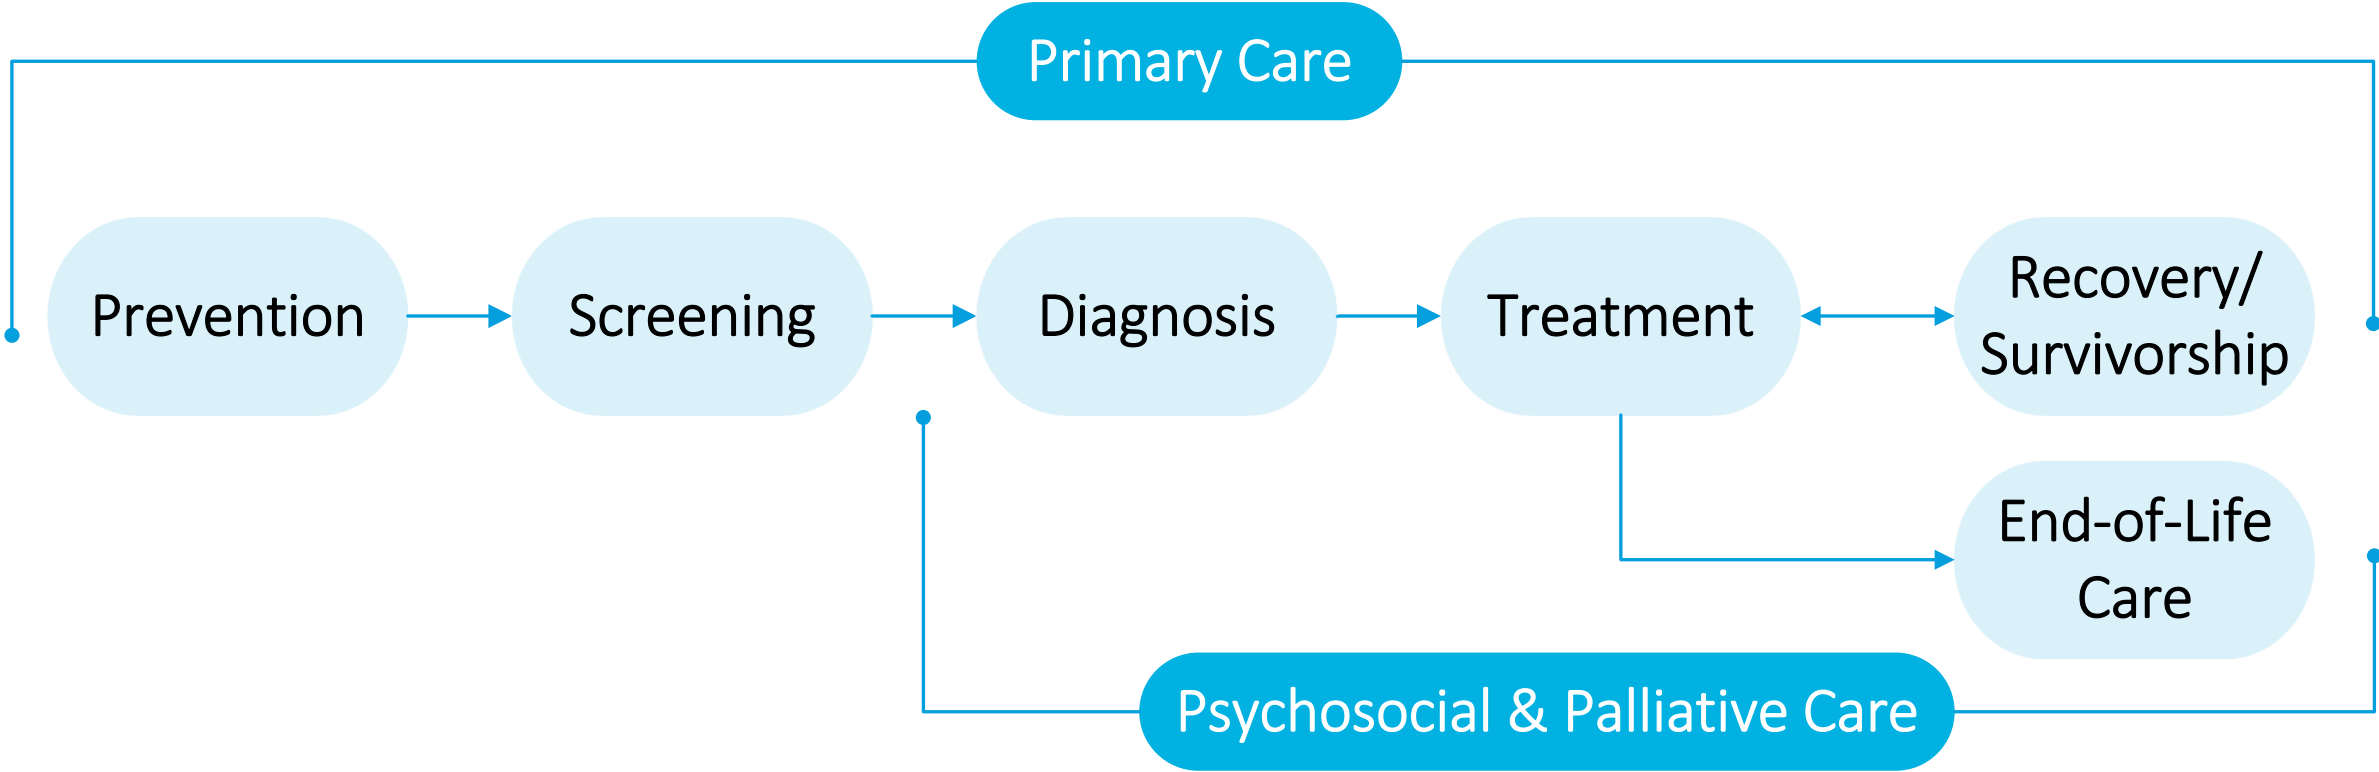 Primary Care
Prevention
Screening
Diagnosis
Treatment
Recovery/
Survivorship
End-of-Life
Care
Psychosocial & Palliative Care